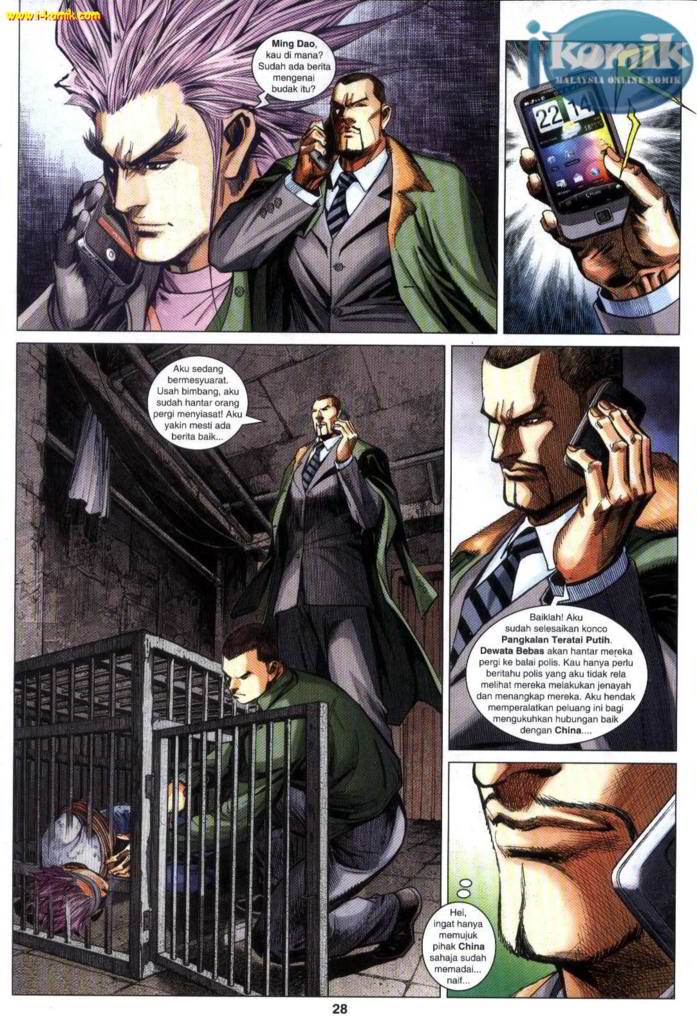 www.i-komik.com
ikomik
MALAYSIA ONLINE KOMIK
Ming Dao,
kau di mana?
Sudah ada berita
mengenai
budak itu?
22
14
Aku sedang
bermesyuarat.
Usah bimbang, aku
sudah hantar orang
pergi menyiasat! Aku
yakin mesti ada
berita baik...
Baiklah! Aku
sudah selesaikan konco
Pangkalan Teratai Putih.
Dewata Bebas akan hantar mereka
pergi ke balai polis. Kau hanya perlu
beritahu polis yang aku tidak rela
melihat mereka melakukan jenayah
dan menangkap mereka. Aku hendak
memperalatkan peluang ini bagi
mengukuhkan hubungan baik
dengan China....
Hei,
ingat hanya
memujuk
pihak China
sahaja sudah
memadai...
naif...
28